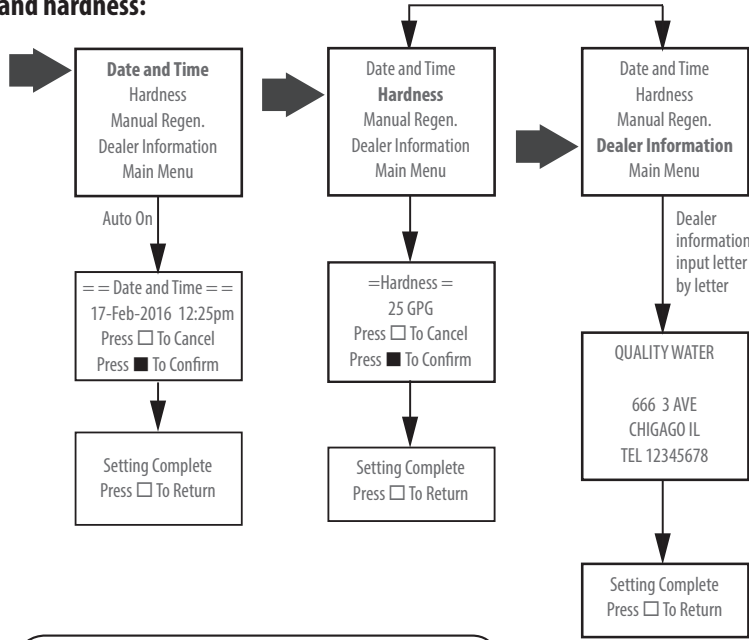 and hardness:
Date and Time
Hardness
Manual Regen.
Dealer Information
Main Menu
Auto On
= = Date and Time = =
17-Feb-2016 12:25pm
Press □ To Cancel
Press ■ To Confirm
Setting Complete
Press □ To Return
Date and Time
Hardness
Manual Regen.
Dealer Information
Main Menu
=Hardness =
25 GPG
Press □ To Cancel
Press ■ To Confirm
Setting Complete
Press □ To Return
Date and Time
Hardness
Manual Regen.
Dealer Information
Main Menu
Dealer
information
input letter
by letter
QUALITY WATER
666 3 AVE
CHIGAGO IL
TEL 12345678
Setting Complete
Press □ To Return